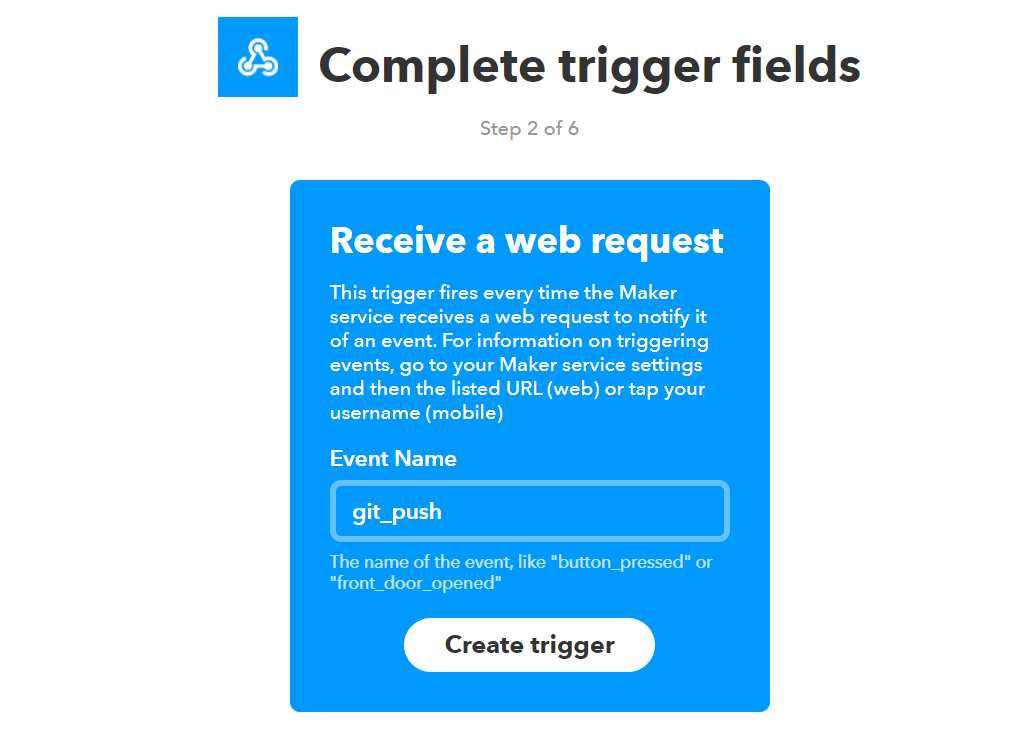 Complete trigger fields
Step 2 of 6
Receive a web request
This trigger fires every time the Maker
service receives a web request to notify it
of an event. For information on triggering
events, go to your Maker service settings
and then the listed URL (web) or tap your
username (mobile)
Event Name
git_push
The name of the event, like "button_pressed" or
"front_door_opened"
Create trigger